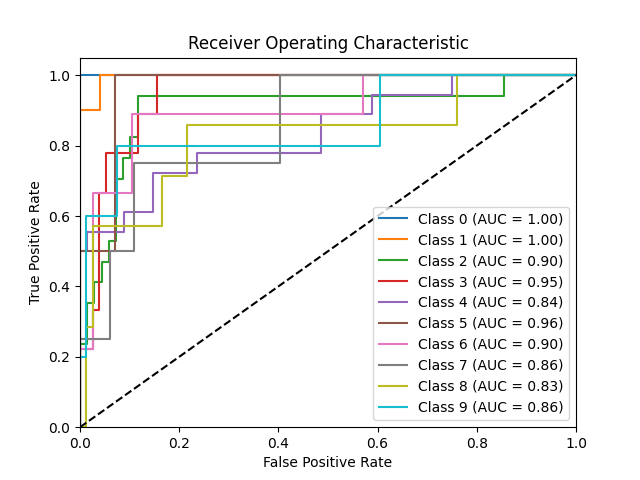 Receiver Operating Characteristic
True Positive Rate
1.0
0.8
0.6
0.4
0.2
0.0
Class 0 (AUC = 1.00)
Class 1 (AUC = 1.00)
Class 2 (AUC = 0.90)
Class 3 (AUC = 0.95)
Class 4 (AUC = 0.84)
Class 5 (AUC = 0.96)
Class 6 (AUC = 0.90)
Class 7 (AUC = 0.86)
Class 8 (AUC = 0.83)
Class 9 (AUC = 0.86)
0.0 0.2 0.4 0.6 0.8 1.0
False Positive Rate